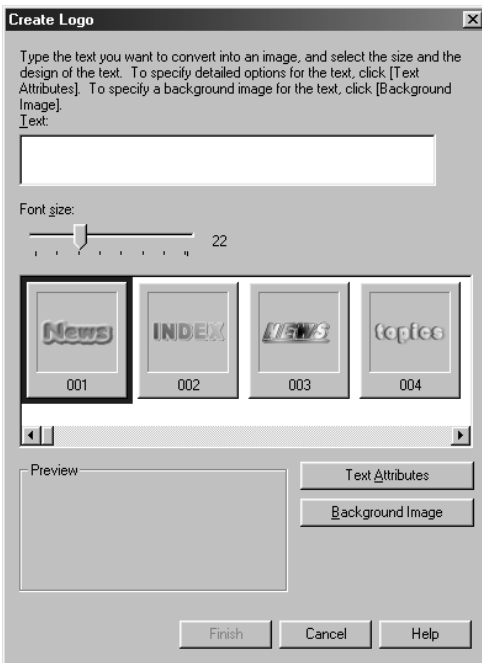 Create Logo
Type the text you want to convert into an image, and select the size and the
design of the text. To specify detailed options for the text, click [Text
Attributes]. To specify a background image for the text, click [Background
Image].
Text:
Font size:
22
News INDEX NEWS topics
001 002 003 004
Preview
Text Attributes
Background Image
Finish Cancel Help